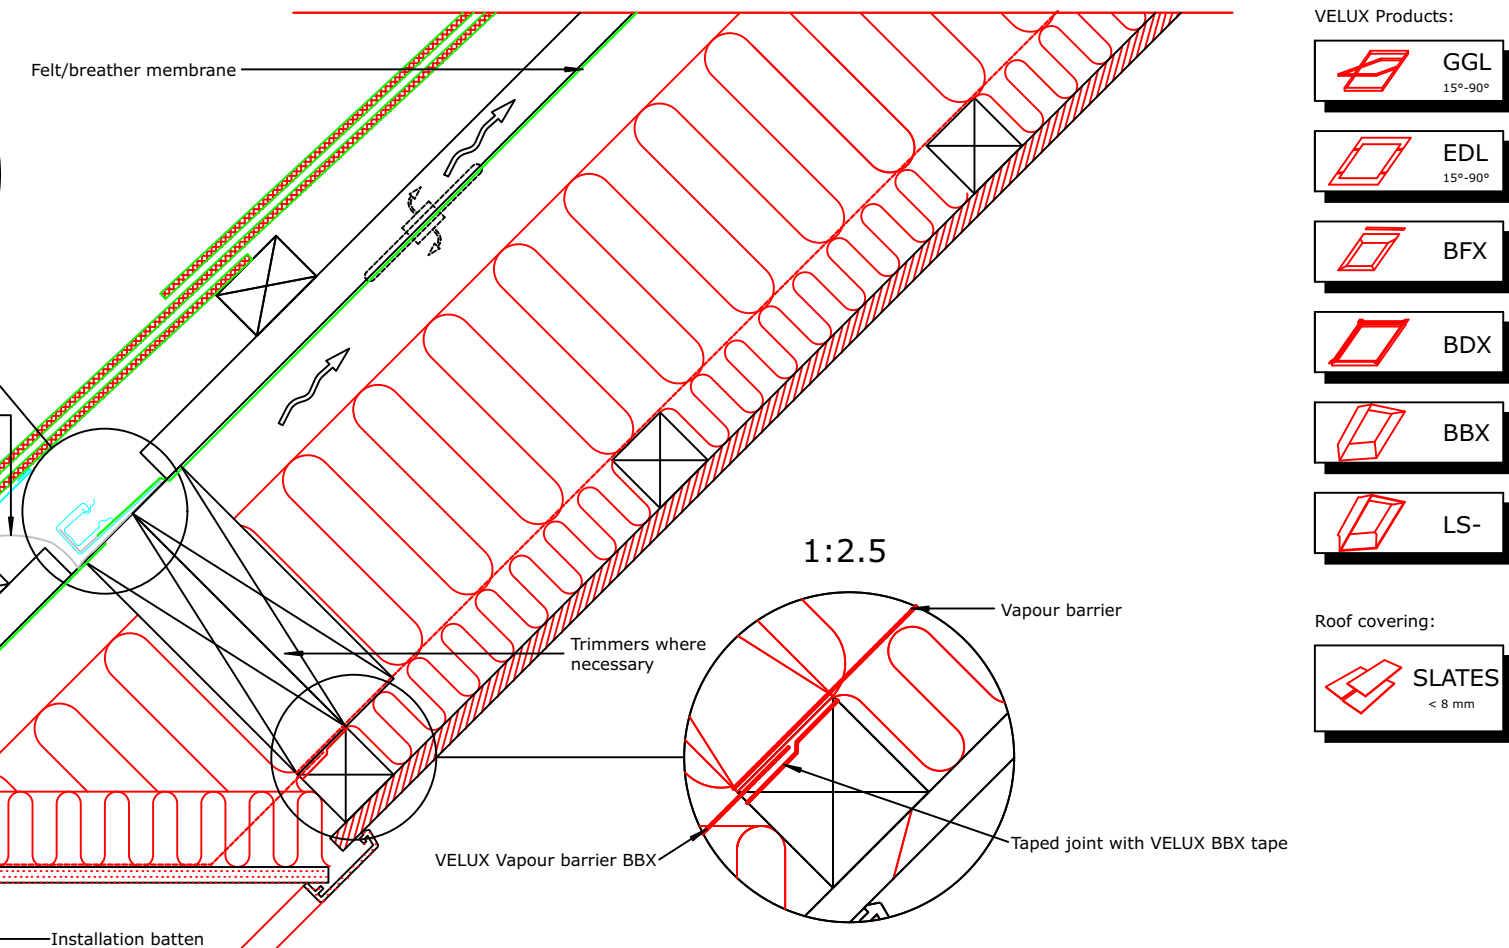 Felt/breather membrane
Trimmers where
necessary
1:2.5
Vapour barrier
VELUX Vapour barrier BBX
Taped joint with VELUX BBX tape
Installation batten
VELUX Products:
GGL
15°-90°
EDL
15°-90°
BFX
BDX
BBX
LS-
Roof covering:
SLATES
< 8 mm